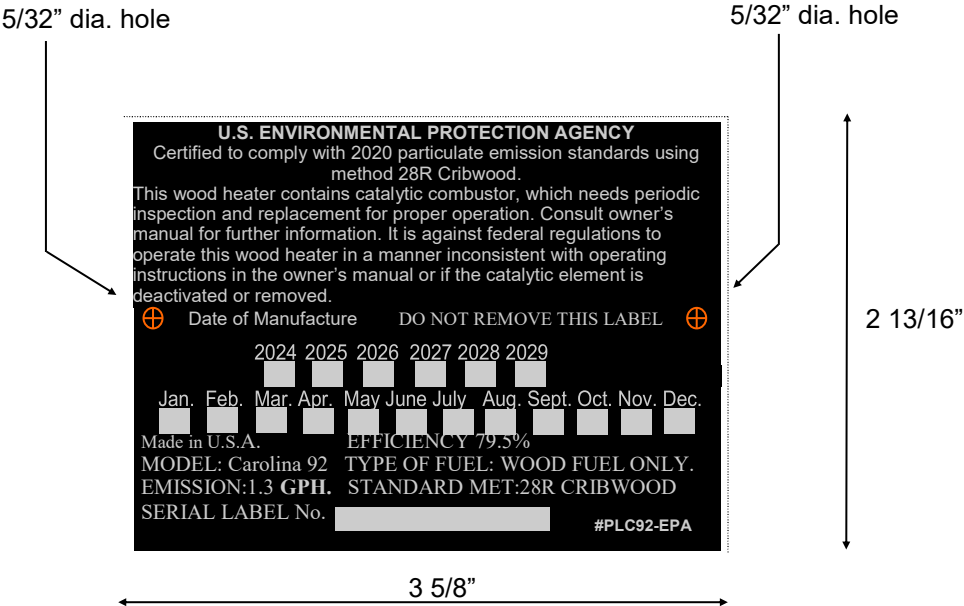 5/32” dia. hole
5/32” dia. hole
U.S. ENVIRONMENTAL PROTECTION AGENCY
Certified to comply with 2020 particulate emission standards using
method 28R Cribwood.
This wood heater contains catalytic combustor, which needs periodic
inspection and replacement for proper operation. Consult owner’s
manual for further information. It is against federal regulations to
operate this wood heater in a manner inconsistent with operating
instructions in the owner’s manual or if the catalytic element is
deactivated or removed.
Date of Manufacture DO NOT REMOVE THIS LABEL
2 13/16”
2024 2025 2026 2027 2028 2029
Jan. Feb. Mar. Apr. May June July Aug. Sept. Oct. Nov. Dec.
Made in U.S.A. EFFICIENCY 79.5%
MODEL: Carolina 92 TYPE OF FUEL: WOOD FUEL ONLY.
EMISSION:1.3 GPH. STANDARD MET:28R CRIBWOOD
SERIAL LABEL No.
#PLC92-EPA
3 5/8”